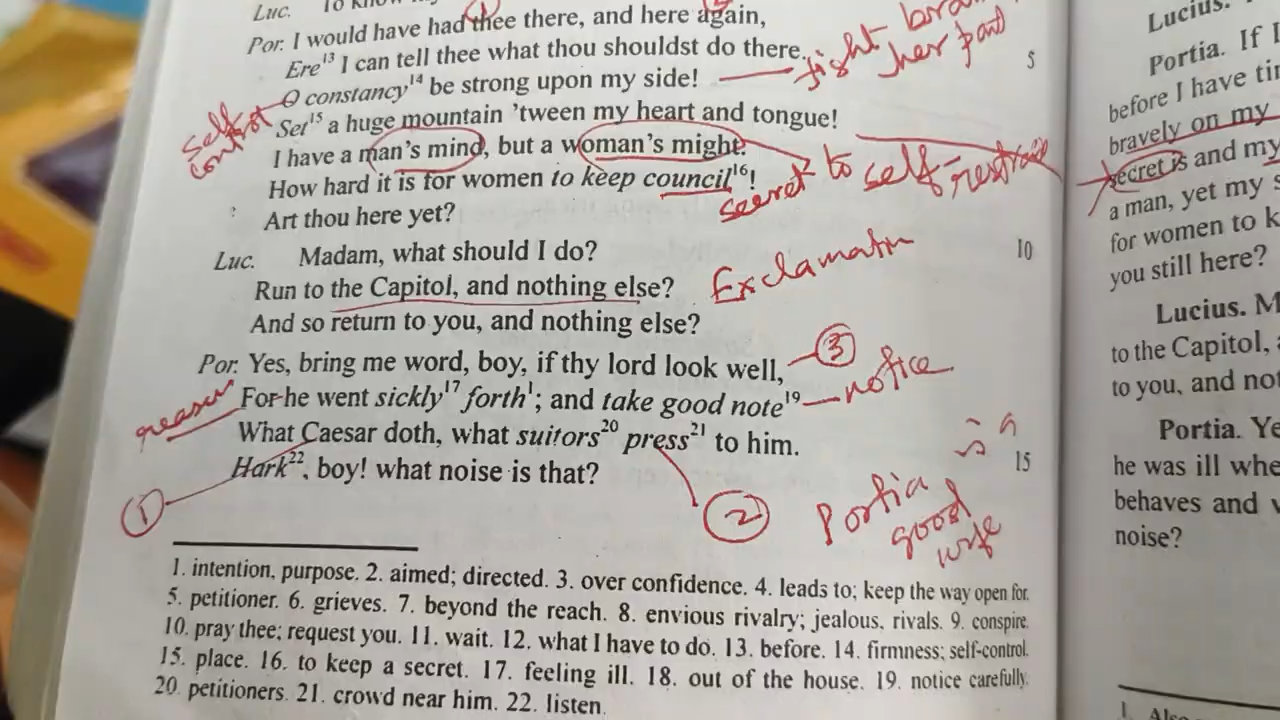 Luc.
Por. I would have had thee there, and here again,
Ere¹³ I can tell thee what thou shouldst do there.
O constancy¹⁴ be strong upon my side!
Set¹⁵ a huge mountain 'tween my heart and tongue!
I have a man's mind, but a woman's might!
How hard it is for women to keep council¹⁶!
Art thou here yet?
Luc. Madam, what should I do?
Run to the Capitol, and nothing else?
And so return to you, and nothing else?
Por. Yes, bring me word, boy, if thy lord look well,
For he went sickly¹⁷ forth¹; and take good note¹⁹
What Caesar doth, what suitors²⁰ press²¹ to him.
Hark²², boy! what noise is that?
5
10
15
her part
Self
secret to self-restrain
Exclamatn
3
notice
reason
1
2
Portia is a
good
wife
1. intention, purpose. 2. aimed; directed. 3. over confidence. 4. leads to; keep the way open for.
5. petitioner. 6. grieves. 7. beyond the reach. 8. envious rivalry; jealous, rivals. 9. conspire.
10. pray thee; request you. 11. wait. 12. what I have to do. 13. before. 14. firmness; self-control.
15. place. 16. to keep a secret. 17. feeling ill. 18. out of the house. 19. notice carefully.
20. petitioners. 21. crowd near him. 22. listen.
Lucius.
Portia. If I
before I have
bravely on my
secret is and my
a man, yet my
for women to
you still here?
Lucius.
to the Capitol,
to you, and
Portia.
he was ill
behaves and
noise?